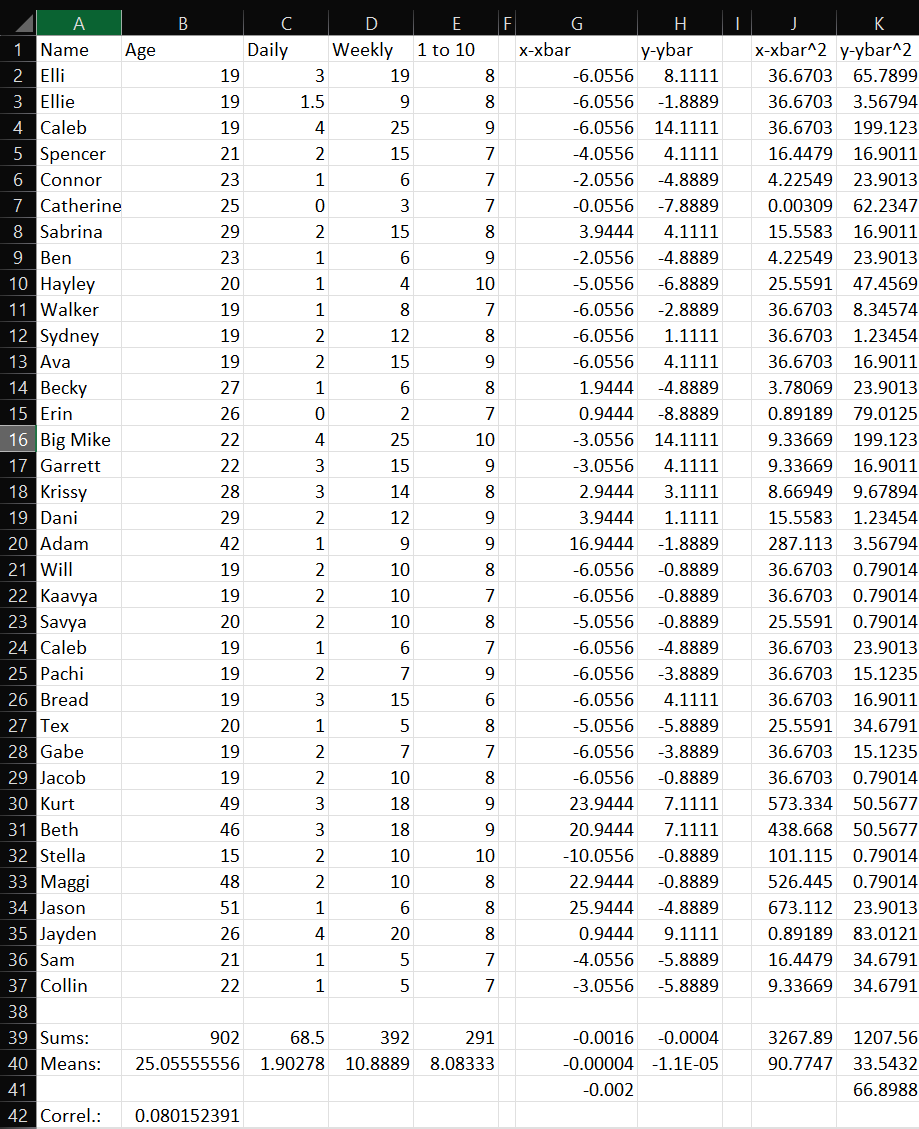 A B C D E F G H I J K
1 Name Age Daily Weekly 1 to 10 x-xbar y-ybar x-xbar^2 y-ybar^2
2 Elli 19 3 19 8 -6.0556 8.1111 36.6703 65.7899
3 Ellie 19 1.5 9 8 -6.0556 -1.8889 36.6703 3.56794
4 Caleb 19 4 25 9 -6.0556 14.1111 36.6703 199.123
5 Spencer 21 2 15 7 -4.0556 4.1111 16.4479 16.9011
6 Connor 23 1 6 7 -2.0556 -4.8889 4.22549 23.9013
7 Catherine 25 0 3 7 -0.0556 -7.8889 0.00309 62.2347
8 Sabrina 29 2 15 8 3.9444 4.1111 15.5583 16.9011
9 Ben 23 1 6 9 -2.0556 -4.8889 4.22549 23.9013
10 Hayley 20 1 4 10 -5.0556 -6.8889 25.5591 47.4569
11 Walker 19 1 8 7 -6.0556 -2.8889 36.6703 8.34574
12 Sydney 19 2 12 8 -6.0556 1.1111 36.6703 1.23454
13 Ava 19 2 15 9 -6.0556 4.1111 36.6703 16.9011
14 Becky 27 1 6 8 1.9444 -4.8889 3.78069 23.9013
15 Erin 26 0 2 7 0.9444 -8.8889 0.89189 79.0125
16 Big Mike 22 4 25 10 -3.0556 14.1111 9.33669 199.123
17 Garrett 22 3 15 9 -3.0556 4.1111 9.33669 16.9011
18 Krissy 28 3 14 8 2.9444 3.1111 8.66949 9.67894
19 Dani 29 2 12 9 3.9444 1.1111 15.5583 1.23454
20 Adam 42 1 9 9 16.9444 -1.8889 287.113 3.56794
21 Will 19 2 10 8 -6.0556 -0.8889 36.6703 0.79014
22 Kaavya 19 2 10 7 -6.0556 -0.8889 36.6703 0.79014
23 Savya 20 2 10 8 -5.0556 -0.8889 25.5591 0.79014
24 Caleb 19 1 6 7 -6.0556 -4.8889 36.6703 23.9013
25 Pachi 19 2 7 9 -6.0556 -3.8889 36.6703 15.1235
26 Bread 19 3 15 6 -6.0556 4.1111 36.6703 16.9011
27 Tex 20 1 5 8 -5.0556 -5.8889 25.5591 34.6791
28 Gabe 19 2 7 7 -6.0556 -3.8889 36.6703 15.1235
29 Jacob 19 2 10 8 -6.0556 -0.8889 36.6703 0.79014
30 Kurt 49 3 18 9 23.9444 7.1111 573.334 50.5677
31 Beth 46 3 18 9 20.9444 7.1111 438.668 50.5677
32 Stella 15 2 10 10 -10.0556 -0.8889 101.115 0.79014
33 Maggi 48 2 10 8 22.9444 -0.8889 526.445 0.79014
34 Jason 51 1 6 8 25.9444 -4.8889 673.112 23.9013
35 Jayden 26 4 20 8 0.9444 9.1111 0.89189 83.0121
36 Sam 21 1 5 7 -4.0556 -5.8889 16.4479 34.6791
37 Collin 22 1 5 7 -3.0556 -5.8889 9.33669 34.6791
38
39 Sums: 902 68.5 392 291 -0.0016 -0.0004 3267.89 1207.56
40 Means: 25.05555556 1.90278 10.8889 8.08333 -0.00004 -1.1E-05 90.7747 33.5432
41 -0.002 66.8988
42 Correl.: 0.080152391